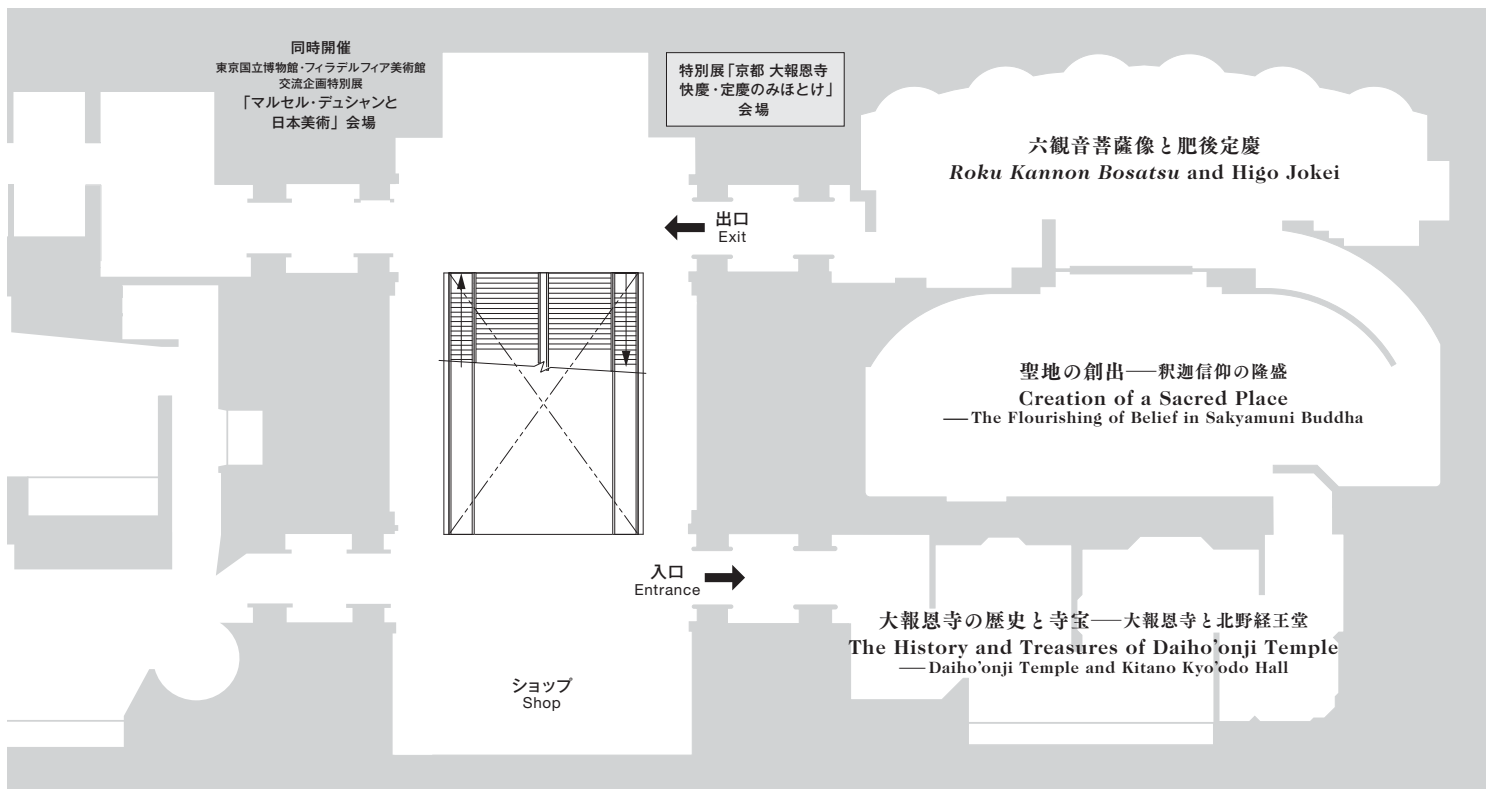 同時開催
東京国立博物館・フィラデルフィア美術館
交流企画特別展
「マルセル・デュシャンと
日本美術」会場
特別展「京都 大報恩寺
快慶・定慶のみほとけ」
会場
六観音菩薩像と肥後定慶
Roku Kannon Bosatsu and Higo Jokei
出口
Exit
聖地の創出──釈迦信仰の隆盛
Creation of a Sacred Place
──The Flourishing of Belief in Sakyamuni Buddha
入口
Entrance
大報恩寺の歴史と寺宝──大報恩寺と北野経王堂
The History and Treasures of Daiho'onji Temple
──Daiho'onji Temple and Kitano Kyo'odo Hall
ショップ
Shop